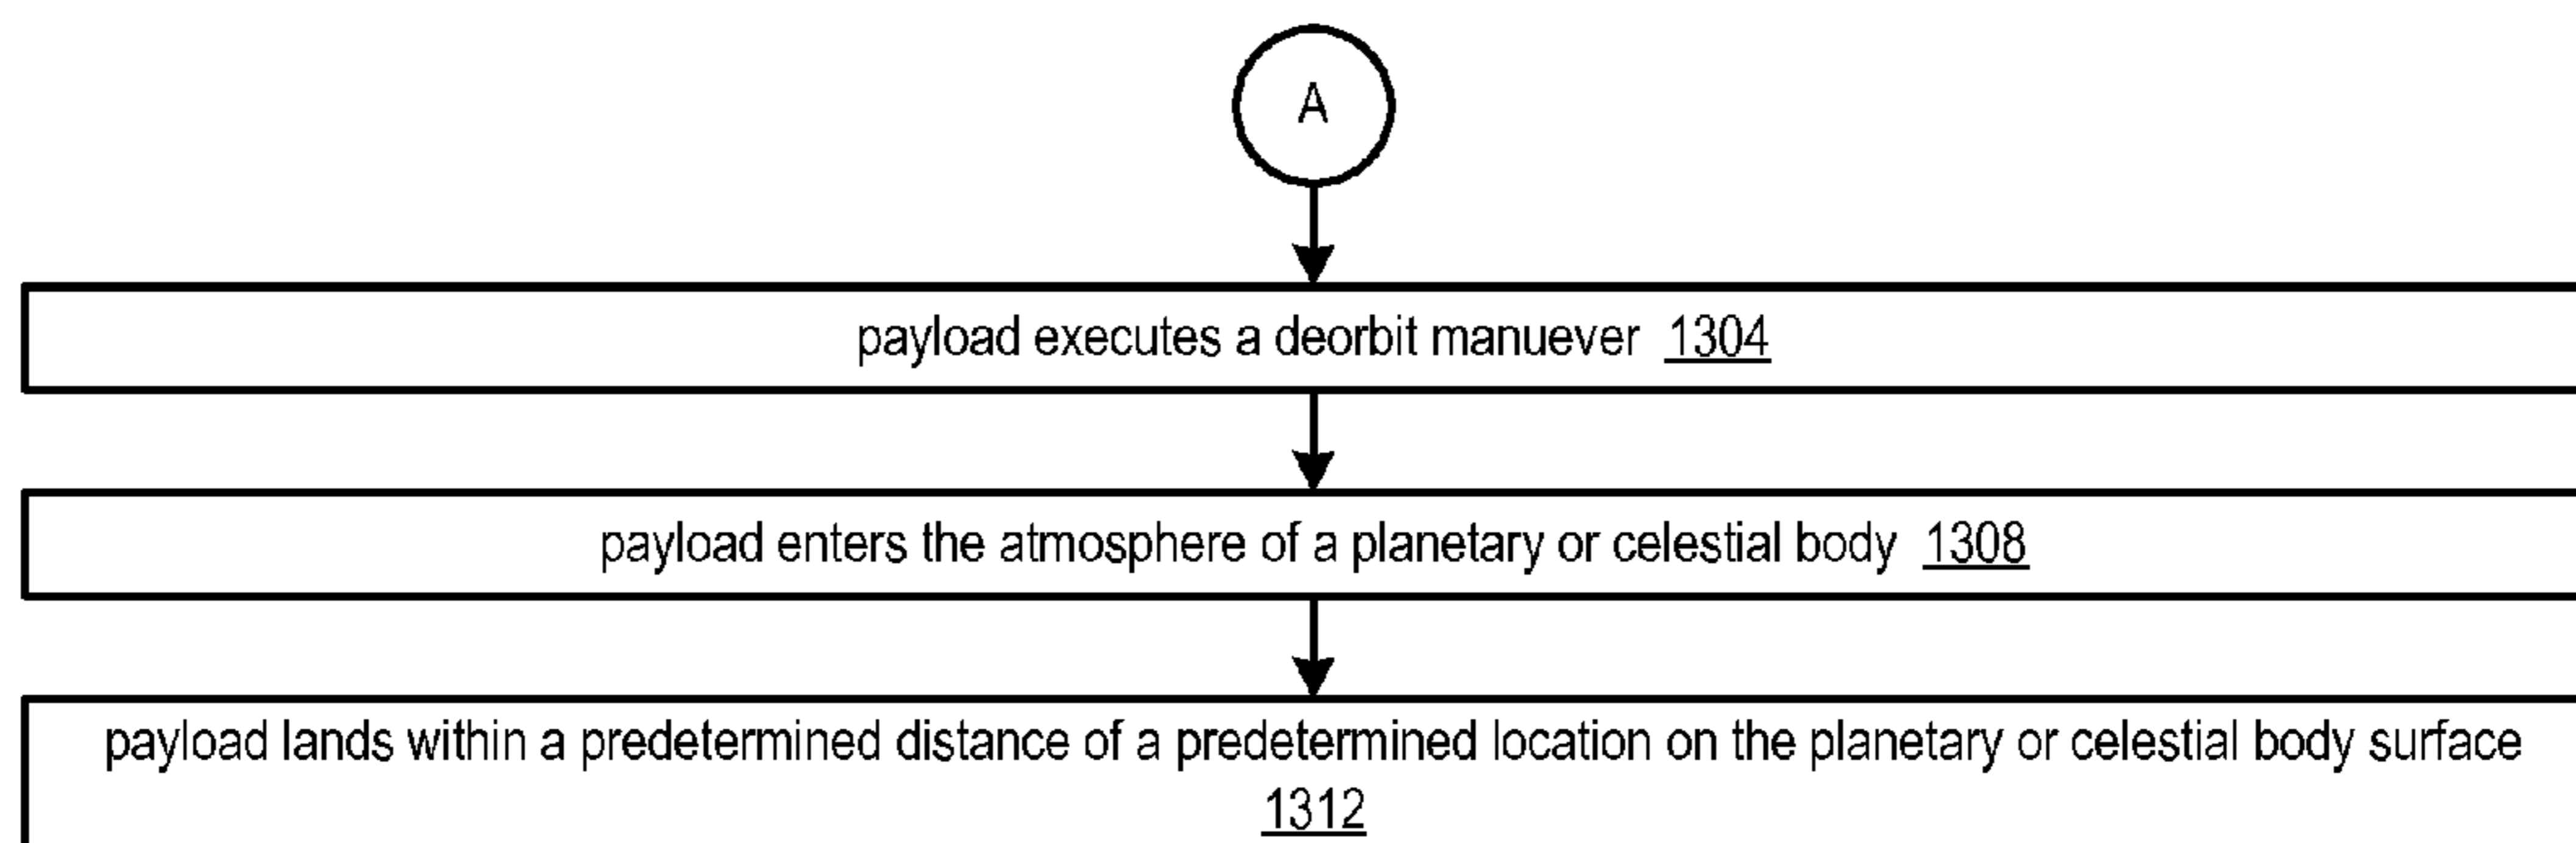 A
payload executes a deorbit manuever 1304
payload enters the atmosphere of a planetary or celestial body 1308
payload lands within a predetermined distance of a predetermined location on the planetary or celestial body surface
1312